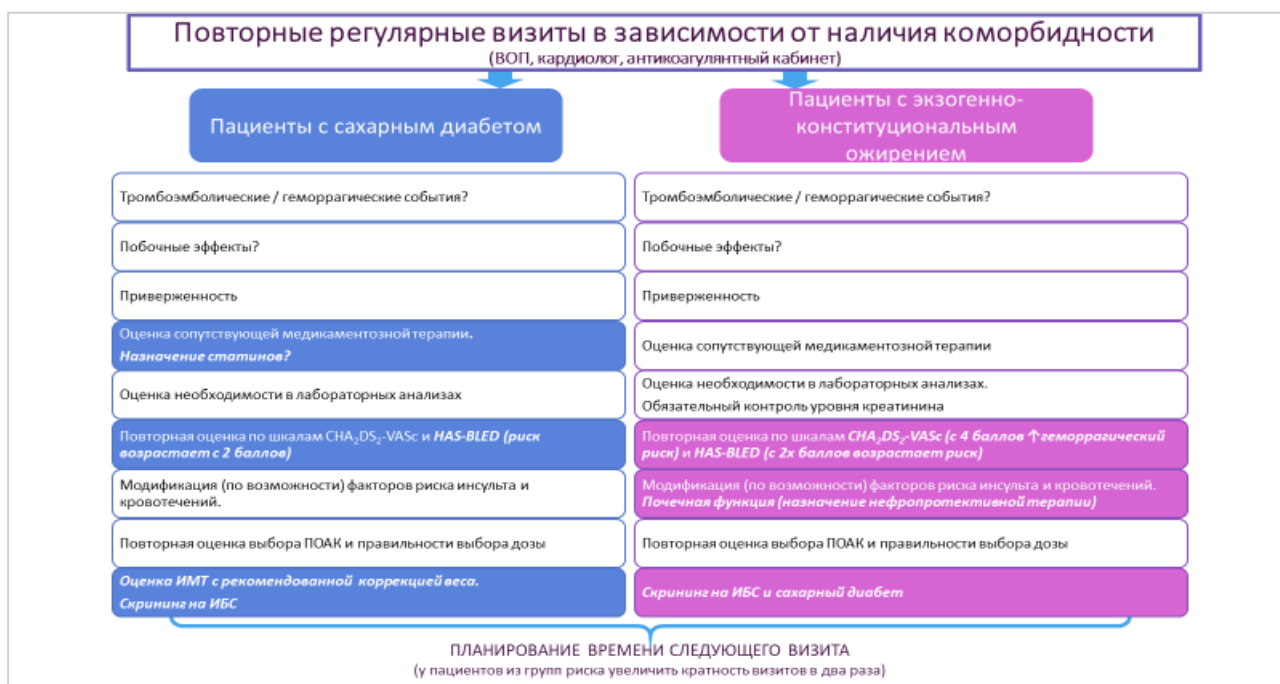 Повторные регулярные визиты в зависимости от наличия коморбидности
(ВОП, кардиолог, антикоагулянтный кабинет)
Пациенты с сахарным диабетом
Пациенты с экзогенно-
конституциональным
ожирением
Тромбоэмболические / геморрагические события?
Побочные эффекты?
Приверженность
Оценка сопутствующей медикаментозной терапии.
Назначение статинов?
Оценка необходимости в лабораторных анализах
Повторная оценка по шкалам CHA₂DS₂-VASc и HAS-BLED (риск
возрастает с 2 баллов)
Модификация (по возможности) факторов риска инсульта и
кровотечений.
Повторная оценка выбора ПОАК и правильности выбора дозы
Оценка ИМТ с рекомендованной коррекцией веса.
Скрининг на ИБС
Тромбоэмболические / геморрагические события?
Побочные эффекты?
Приверженность
Оценка сопутствующей медикаментозной терапии
Оценка необходимости в лабораторных анализах.
Обязательный контроль уровня креатинина
Повторная оценка по шкалам CHA₂DS₂-VASc (с 4 баллов ↑геморрагический
риск) и HAS-BLED (с 2х баллов возрастает риск)
Модификация (по возможности) факторов риска инсульта и кровотечений.
Почечная функция (назначение нефропротективной терапии)
Повторная оценка выбора ПОАК и правильности выбора дозы
Скрининг на ИБС и сахарный диабет
ПЛАНИРОВАНИЕ ВРЕМЕНИ СЛЕДУЮЩЕГО ВИЗИТА
(у пациентов из групп риска увеличить кратность визитов в два раза)